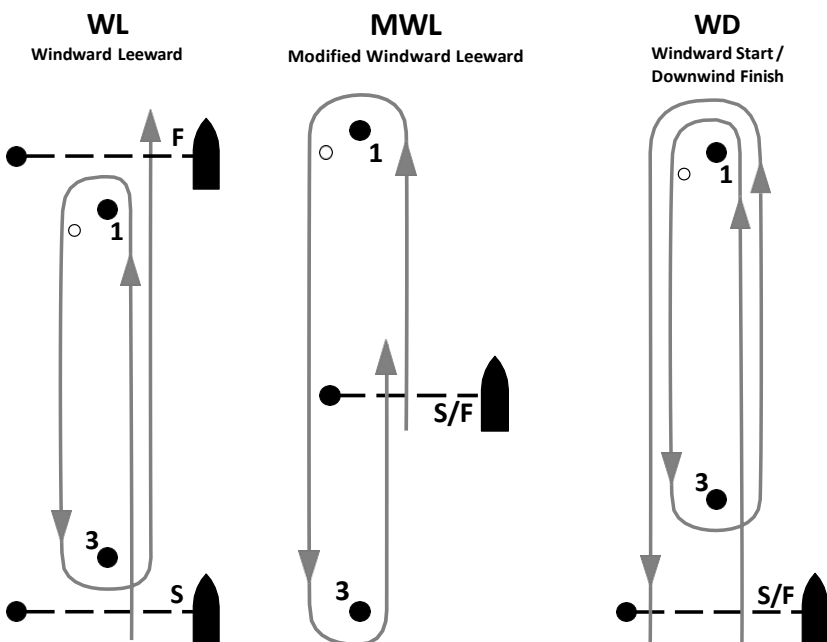 WL
Windward Leeward
F
1
3
S
MWL
Modified Windward Leeward
1
S/F
3
WD
Windward Start /
Downwind Finish
1
3
S/F